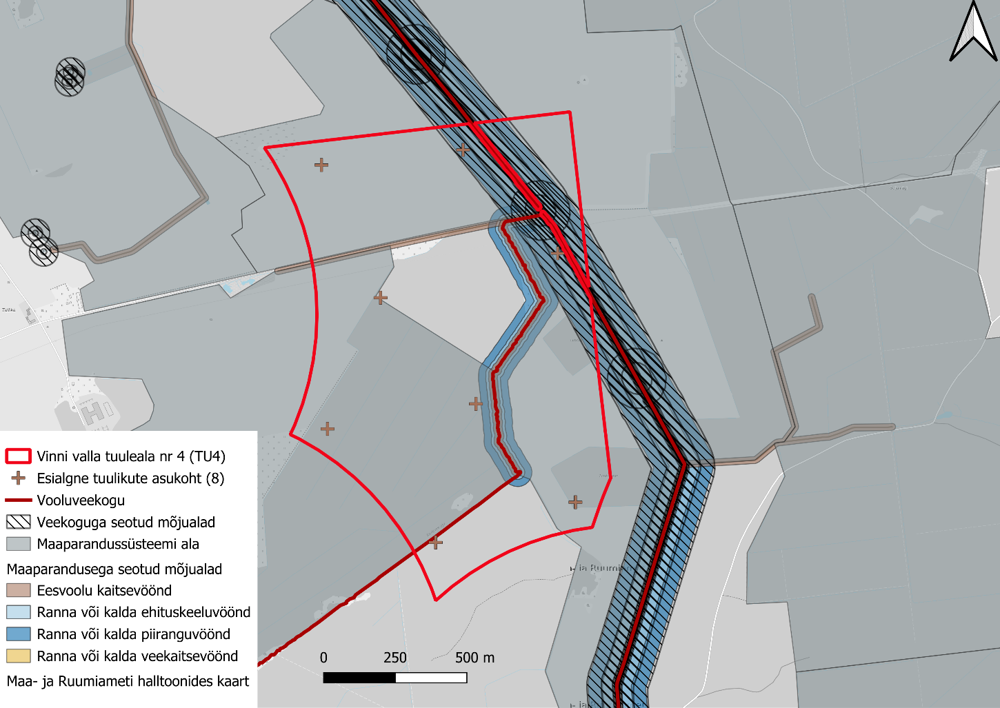 Tallika
Vinni valla tuuleala nr 4 (TU4)
Esialgne tuulikute asukoht (8)
Vooluveekogu
Veekoguga seotud mõjualad
Maaparandussüsteemi ala
Maaparandusega seotud mõjualad
Eesvoolu kaitsevöönd
Ranna või kalda ehituskeeluvöönd
Ranna või kalda piiranguvöönd
Ranna või kalda veekaitsevöönd
Maa- ja Ruumiameti halltoonides kaart
0 250 500 m